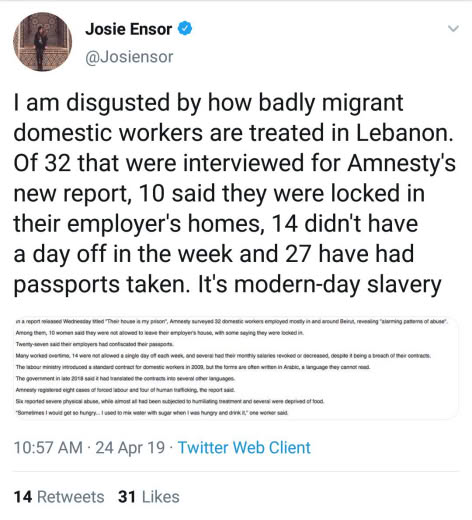 Josie Ensor
@Josiensor
I am disgusted by how badly migrant
domestic workers are treated in Lebanon.
Of 32 that were interviewed for Amnesty's
new report, 10 said they were locked in
their employer's homes, 14 didn't have
a day off in the week and 27 have had
passports taken. It's modern-day slavery
In a report released Wednesday titled "Their house is my prison", Amnesty surveyed 32 domestic workers employed mostly in and around Beirut, revealing "alarming patterns of abuse".
Among them, 10 women said they were not allowed to leave their employer's house, with some saying they were locked in.
Twenty-seven said their employers had confiscated their passports.
Many worked overtime, 14 were not allowed a single day off each week, and several had their monthly salaries revoked or decreased, despite it being a breach of their contracts.
The labour ministry introduced a standard contract for domestic workers in 2009, but the forms are often written in Arabic, a language they cannot read.
The government in late 2018 said it had translated the contracts into several other languages.
Amnesty registered eight cases of forced labour and four of human trafficking, the report said.
Six reported severe physical abuse, while almost all had been subjected to humiliating treatment and several were deprived of food.
"Sometimes I would get so hungry... I used to mix water with sugar when I was hungry and drink it," one worker said.
10:57 AM · 24 Apr 19 · Twitter Web Client
14 Retweets 31 Likes